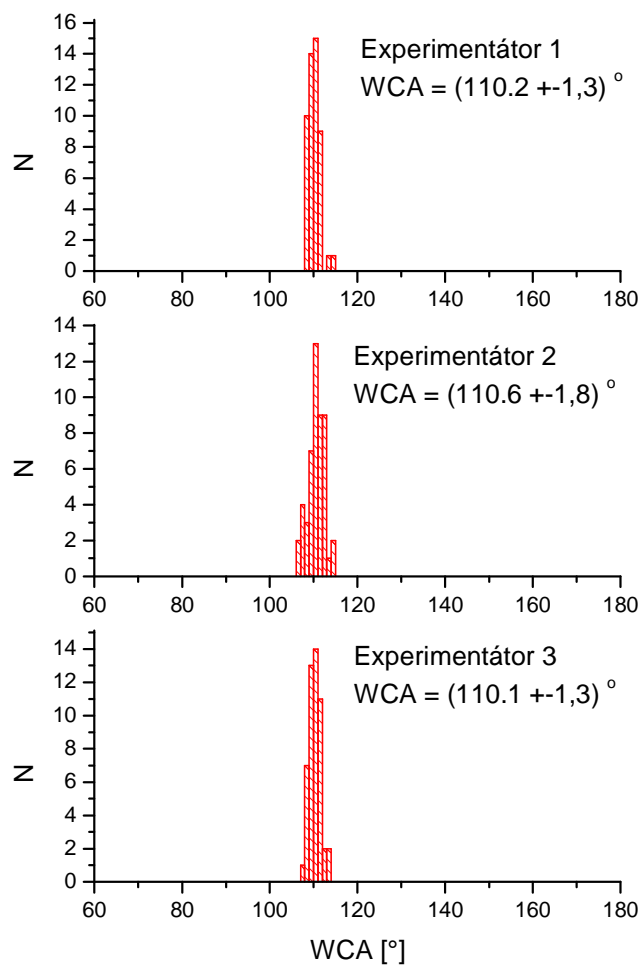 16
14
12
10
8
6
4
2
0
N
Experimentátor 1
WCA = (110.2 +-1,3) °
60 80 100 120 140 160 180
14
12
10
8
6
4
2
0
N
Experimentátor 2
WCA = (110.6 +-1,8) °
60 80 100 120 140 160 180
14
12
10
8
6
4
2
0
N
Experimentátor 3
WCA = (110.1 +-1,3) °
60 80 100 120 140 160 180
WCA [°]